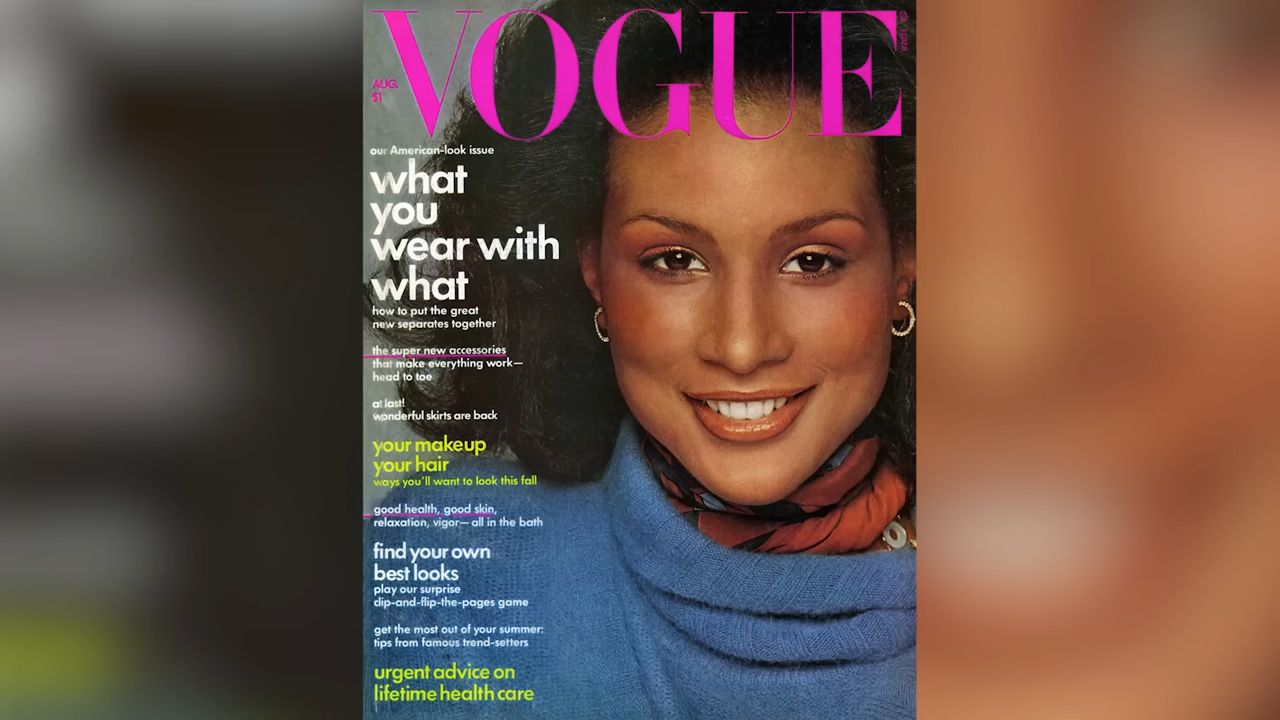 VOGUE
AUG.
$1
our American-look issue
what
you
wear with
what
how to put the great
new separates together
the super new accessories
that make everything work—
head to toe
at last!
wonderful skirts are back
your makeup
your hair
ways you'll want to look this fall
good health, good skin,
relaxation, vigor—all in the bath
find your own
best looks
play our surprise
clip-and-flip-the-pages game
get the most out of your summer:
tips from famous trend-setters
urgent advice on
lifetime health care